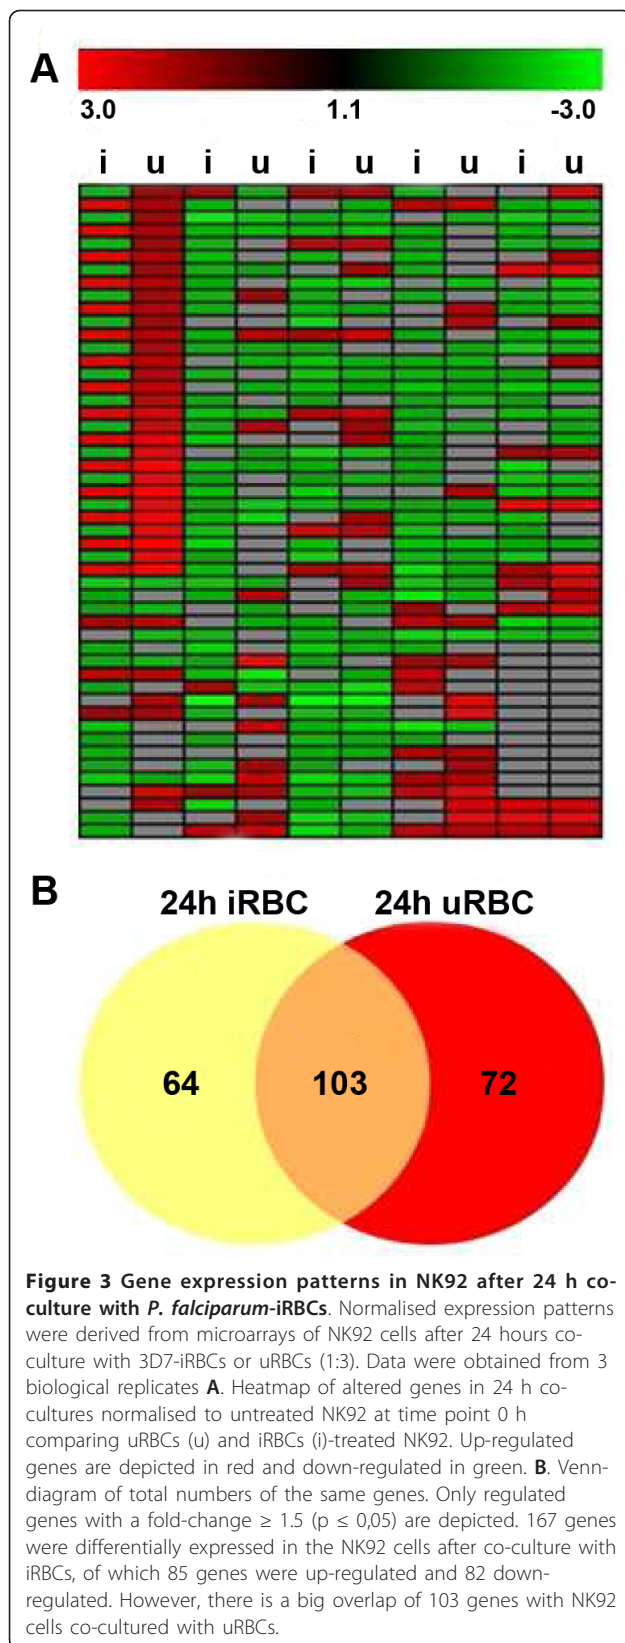 A
3.0 1.1 -3.0
i u i u i u i u i u
B
24h iRBC 24h uRBC
64 103 72
Figure 3 Gene expression patterns in NK92 after 24 h co-
culture with P. falciparum-iRBCs. Normalised expression patterns
were derived from microarrays of NK92 cells after 24 hours co-
culture with 3D7-iRBCs or uRBCs (1:3). Data were obtained from 3
biological replicates A. Heatmap of altered genes in 24 h co-
cultures normalised to untreated NK92 at time point 0 h
comparing uRBCs (u) and iRBCs (i)-treated NK92. Up-regulated
genes are depicted in red and down-regulated in green. B. Venn-
diagram of total numbers of the same genes. Only regulated
genes with a fold-change ≥ 1.5 (p ≤ 0,05) are depicted. 167 genes
were differentially expressed in the NK92 cells after co-culture with
iRBCs, of which 85 genes were up-regulated and 82 down-
regulated. However, there is a big overlap of 103 genes with NK92
cells co-cultured with uRBCs.